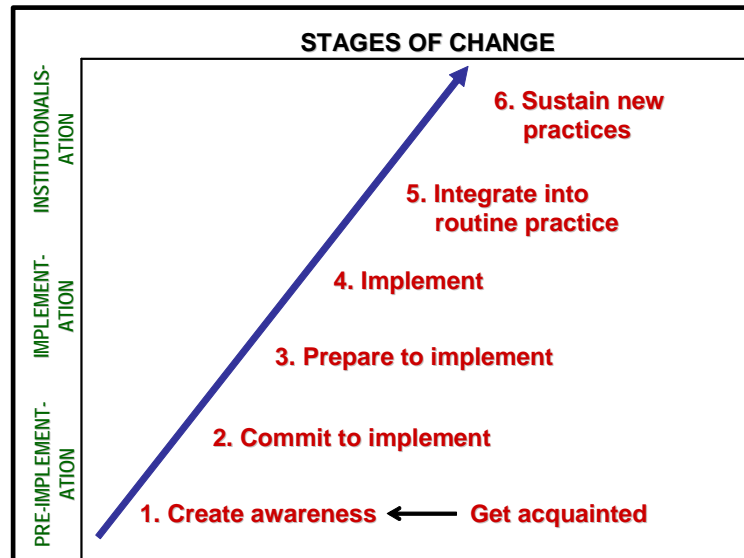 STAGES OF CHANGE
INSTITUTIONALIS-
ATION
6. Sustain new
practices
5. Integrate into
routine practice
IMPLEMENT-
ATION
4. Implement
3. Prepare to implement
PRE-IMPLEMENT-
ATION
2. Commit to implement
1. Create awareness
Get acquainted